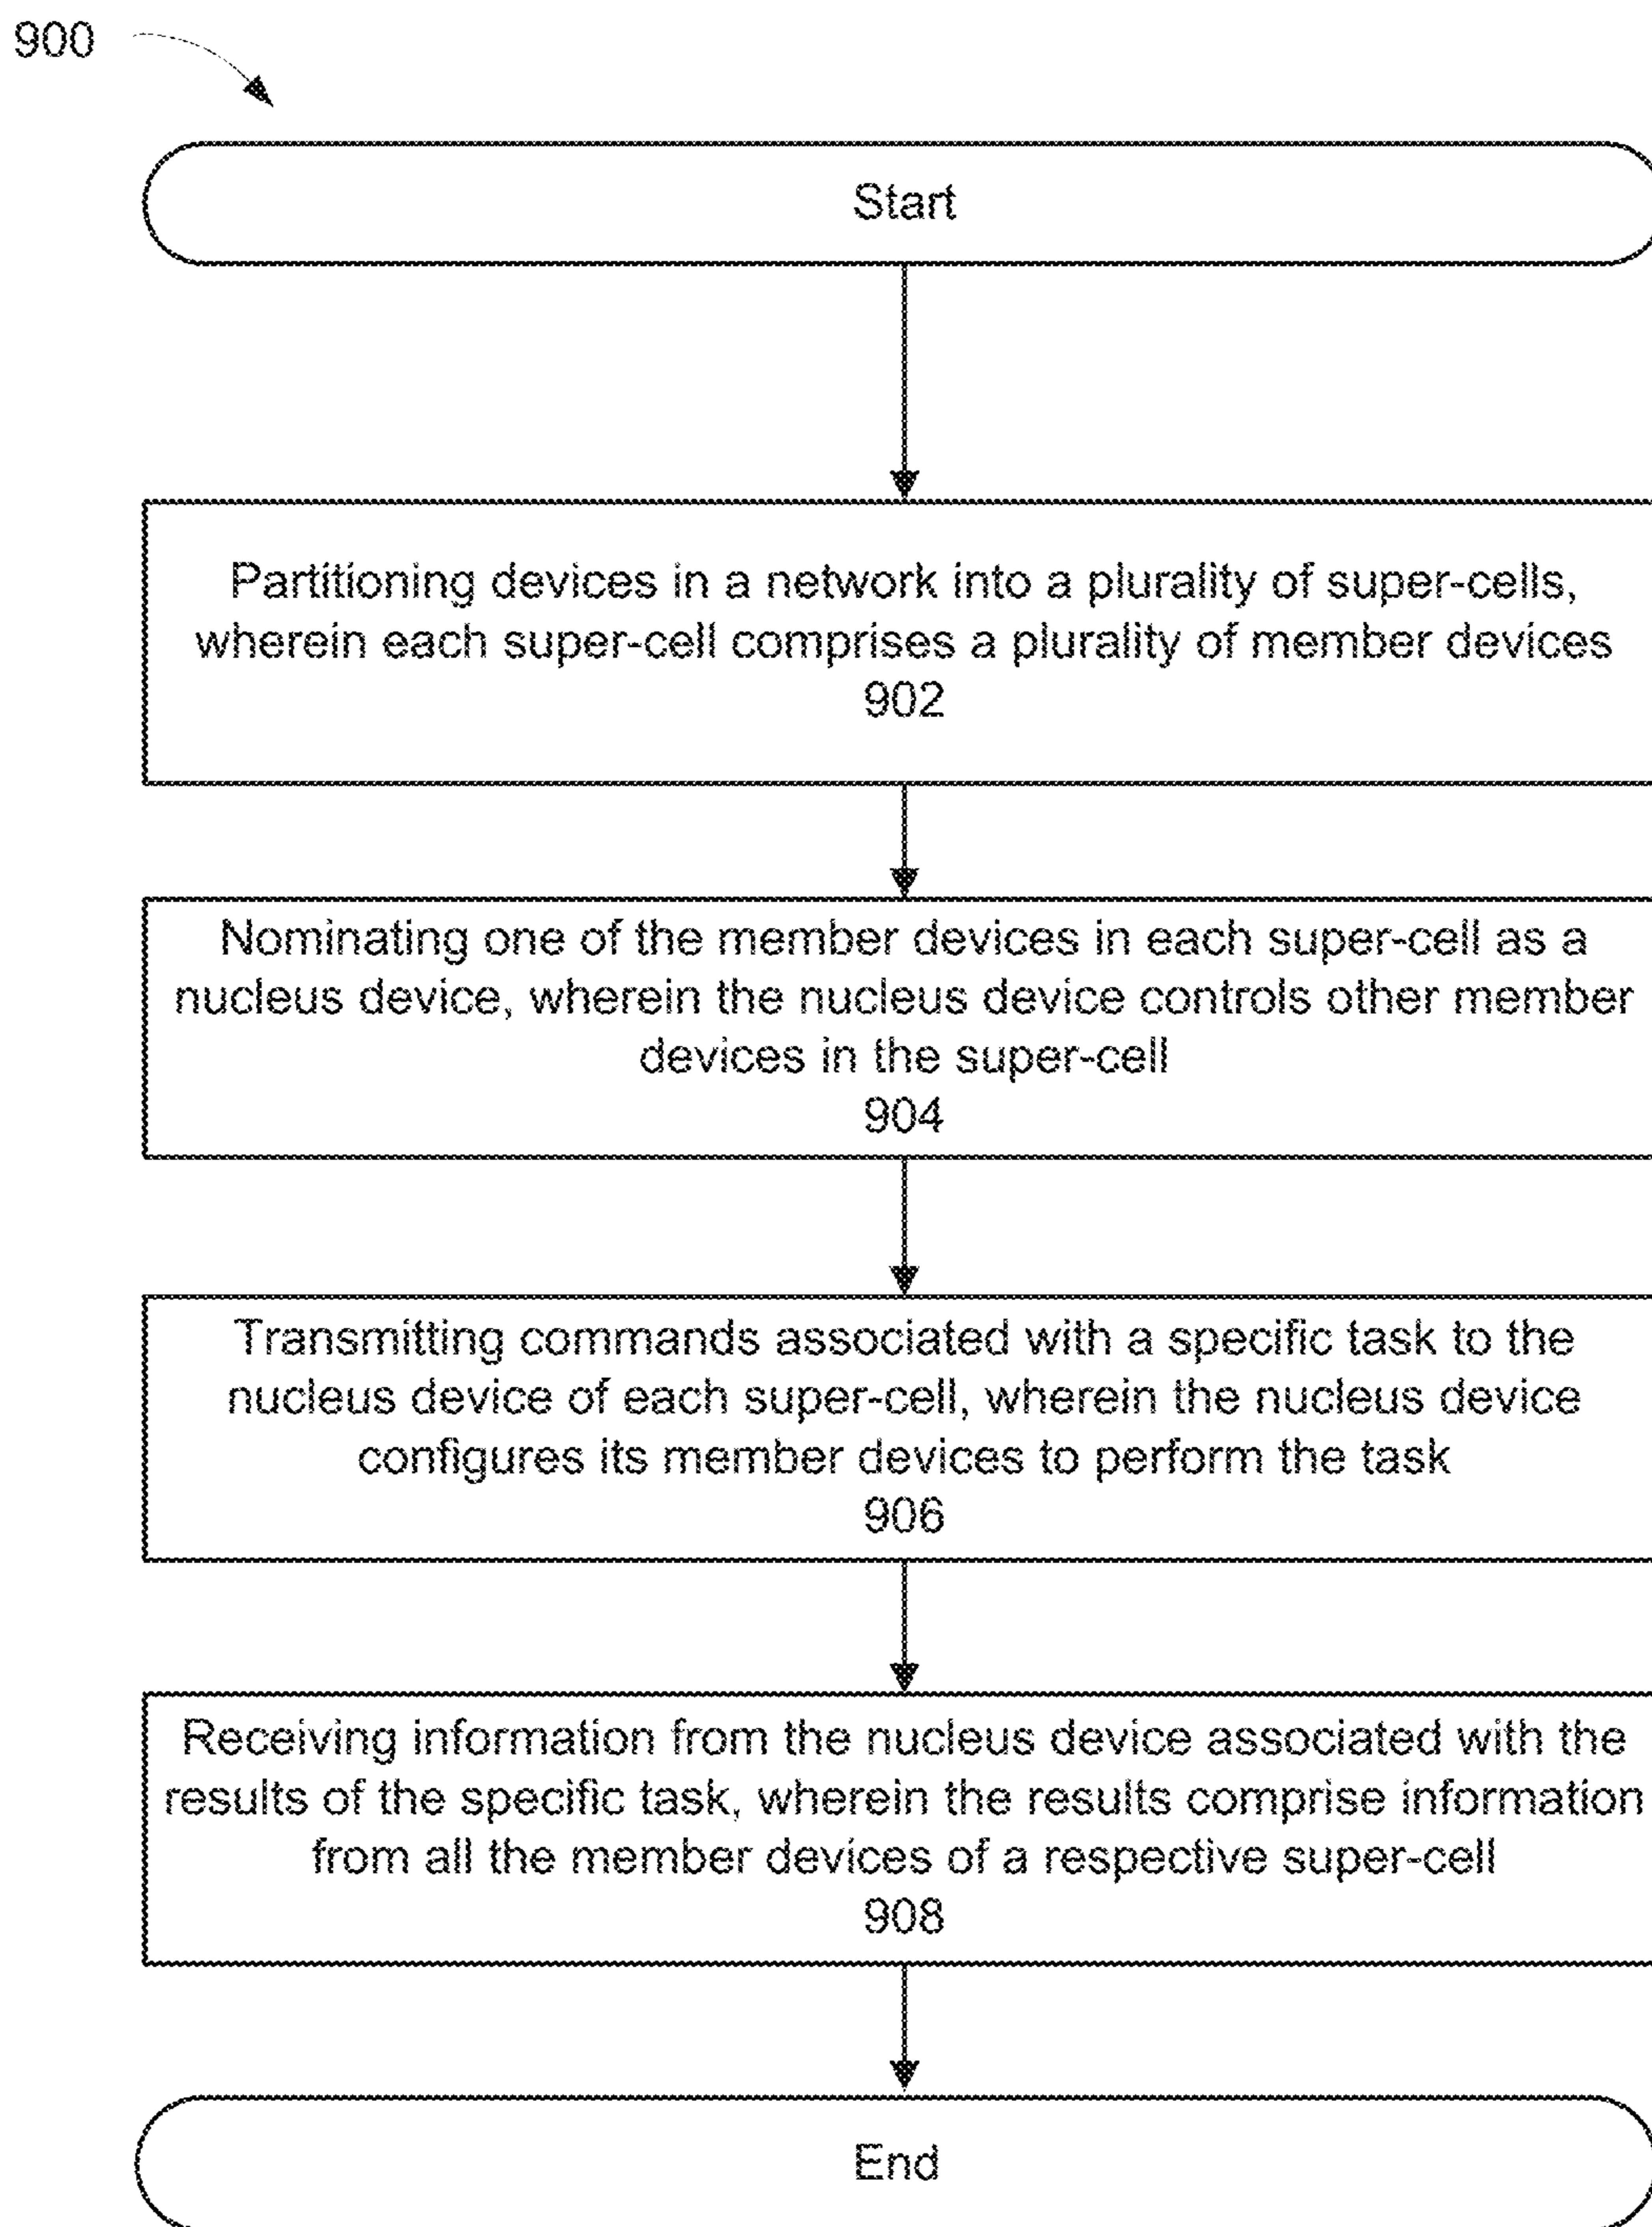 900
Start
Partitioning devices in a network into a plurality of super-cells,
wherein each super-cell comprises a plurality of member devices
902
Nominating one of the member devices in each super-cell as a
nucleus device, wherein the nucleus device controls other member
devices in the super-cell
904
Transmitting commands associated with a specific task to the
nucleus device of each super-cell, wherein the nucleus device
configures its member devices to perform the task
906
Receiving information from the nucleus device associated with the
results of the specific task, wherein the results comprise information
from all the member devices of a respective super-cell
908
End